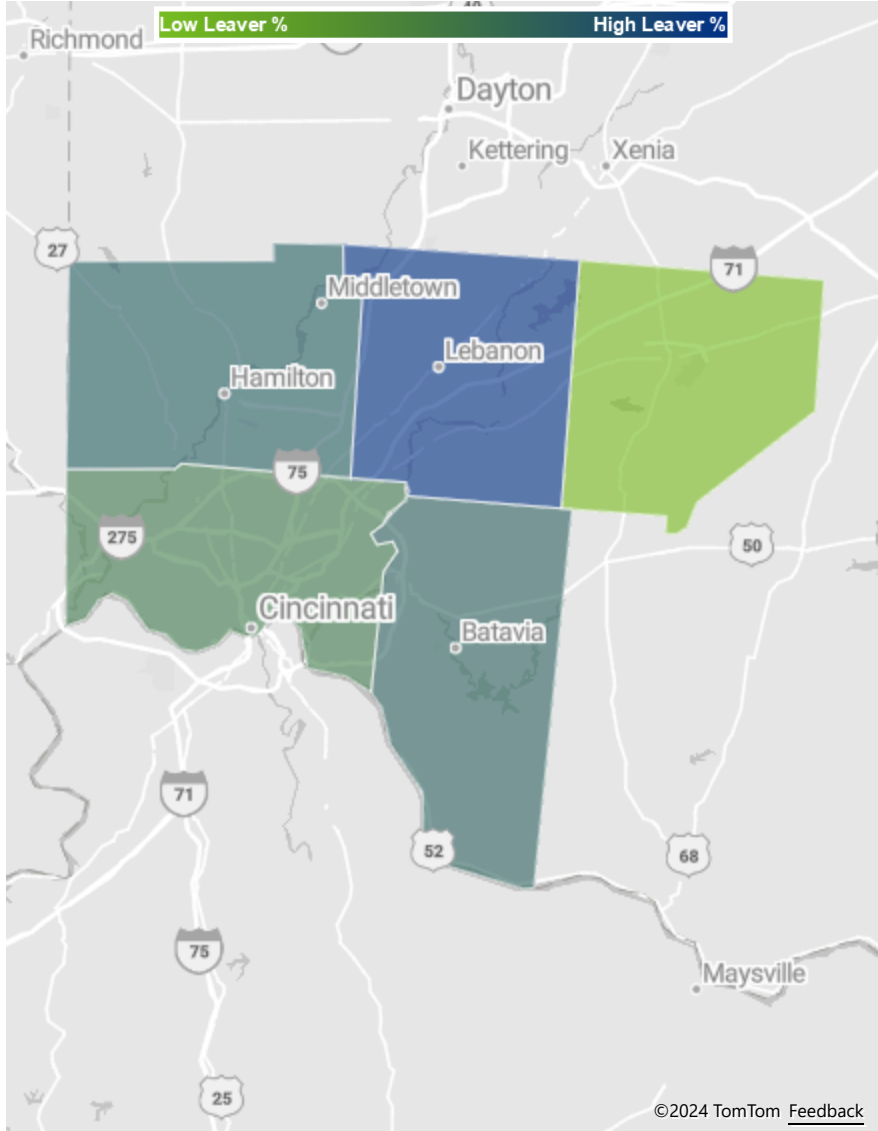 Low Leaver %
High Leaver %
Richmond
Dayton
Kettering
Xenia
27
71
Middletown
Lebanon
Hamilton
75
275
50
Cincinnati
Batavia
71
52
68
75
Maysville
25
©2024 TomTom Feedback